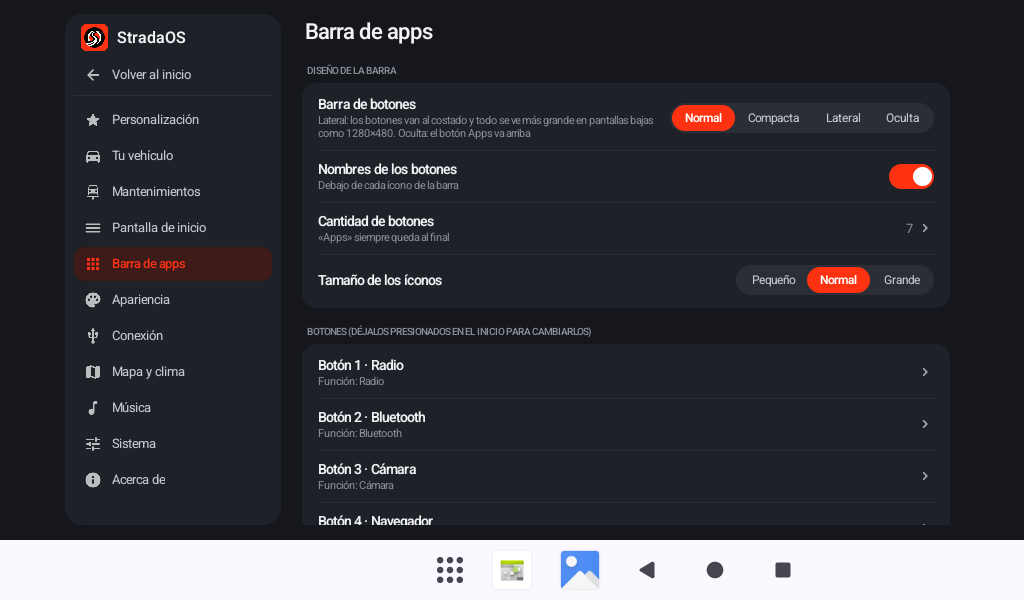 StradaOS
Volver al inicio
Personalización
Tu vehículo
Mantenimientos
Pantalla de inicio
Barra de apps
Apariencia
Conexión
Mapa y clima
Música
Sistema
Acerca de
Barra de apps
DISEÑO DE LA BARRA
Barra de botones
Lateral: los botones van al costado y todo se ve más grande en pantallas bajas
como 1280×480. Oculta: el botón Apps va arriba
Normal Compacta Lateral Oculta
Nombres de los botones
Debajo de cada ícono de la barra
Cantidad de botones
«Apps» siempre queda al final
7
Tamaño de los íconos
Pequeño Normal Grande
BOTONES (DÉJALOS PRESIONADOS EN EL INICIO PARA CAMBIARLOS)
Botón 1 · Radio
Función: Radio
Botón 2 · Bluetooth
Función: Bluetooth
Botón 3 · Cámara
Función: Cámara
Botón 4 · Navegador